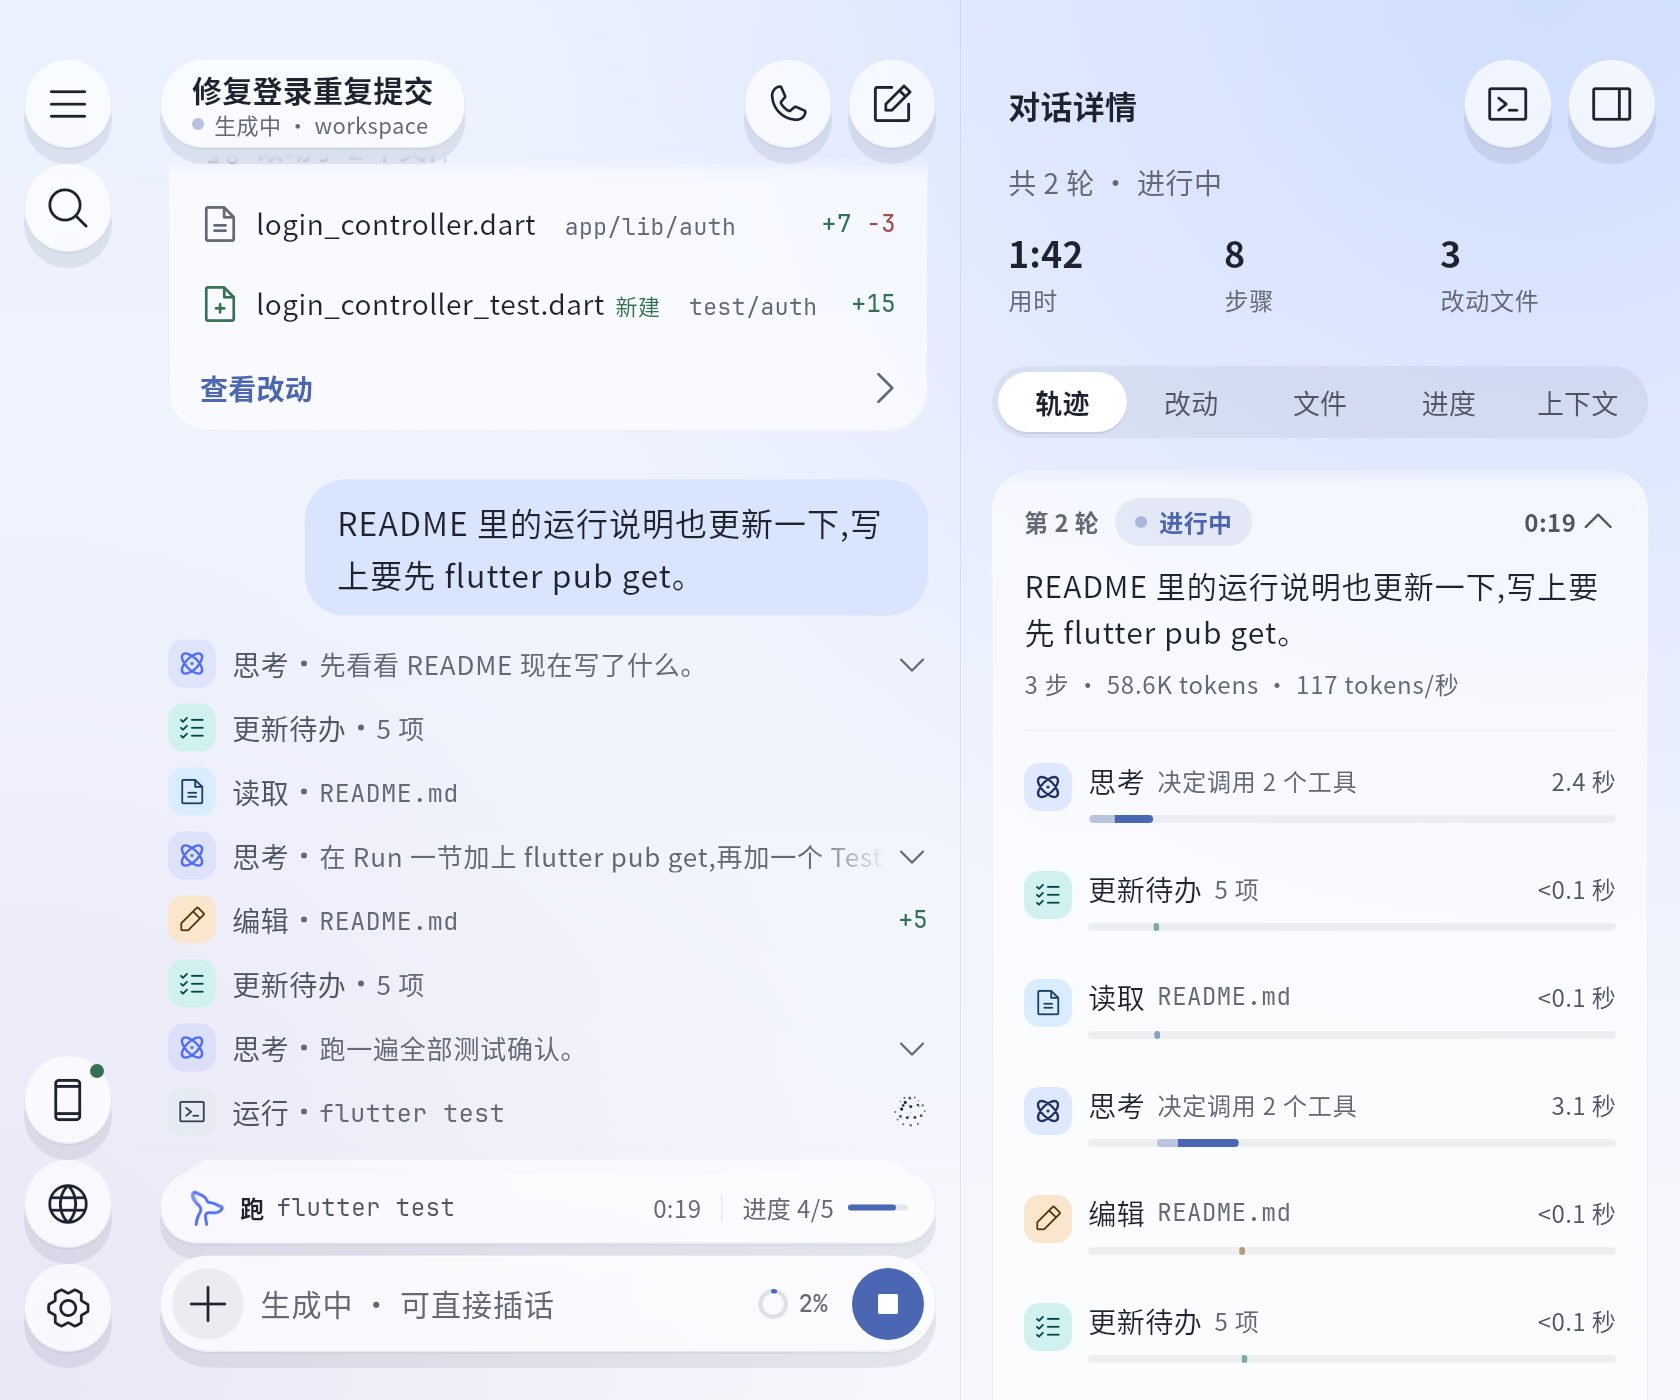 修复登录重复提交
生成中 · workspace
login_controller.dart app/lib/auth +7 -3
login_controller_test.dart 新建 test/auth +15
查看改动
README 里的运行说明也更新一下,写
上要先 flutter pub get。
思考 · 先看看 README 现在写了什么。
更新待办 · 5 项
读取 · README.md
思考 · 在 Run 一节加上 flutter pub get,再加一个 Test
编辑 · README.md +5
更新待办 · 5 项
思考 · 跑一遍全部测试确认。
运行 · flutter test
跑 flutter test 0:19 进度 4/5
生成中 · 可直接插话 2%
对话详情
共 2 轮 · 进行中
1:42 8 3
用时 步骤 改动文件
轨迹 改动 文件 进度 上下文
第 2 轮 进行中 0:19
README 里的运行说明也更新一下,写上要
先 flutter pub get。
3 步 · 58.6K tokens · 117 tokens/秒
思考 决定调用 2 个工具 2.4 秒
更新待办 5 项 <0.1 秒
读取 README.md <0.1 秒
思考 决定调用 2 个工具 3.1 秒
编辑 README.md <0.1 秒
更新待办 5 项 <0.1 秒